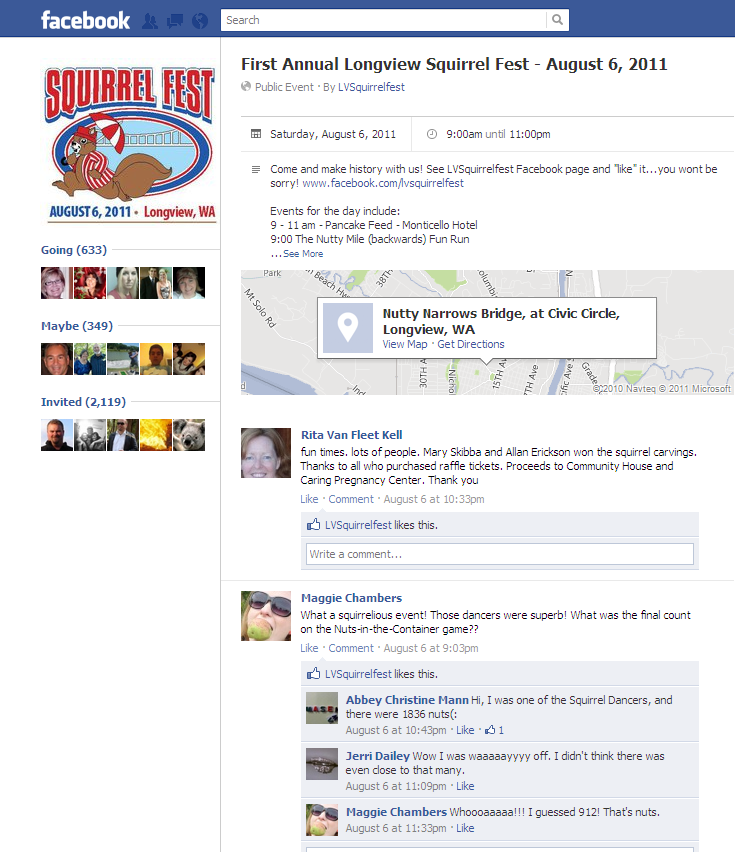 facebook
Search
SQUIRREL FEST
AUGUST 6, 2011 • Longview, WA
Going (633)
Maybe (349)
Invited (2,119)
First Annual Longview Squirrel Fest - August 6, 2011
Public Event · By LVSquirrelfest
Saturday, August 6, 2011
9:00am until 11:00pm
Come and make history with us! See LVSquirrelfest Facebook page and "like" it...you wont be
sorry! www.facebook.com/lvsquirrelfest
Events for the day include:
9 - 11 am - Pancake Feed - Monticello Hotel
9:00 The Nutty Mile (backwards) Fun Run
...See More
Park
38TH
Mt Solo Rd
Nutty Narrows Bridge, at Civic Circle,
Longview, WA
View Map · Get Directions
30TH
15TH
©2010 Navteq © 2011 Microsoft
Rita Van Fleet Kell
fun times. lots of people. Mary Skibba and Allan Erickson won the squirrel carvings.
Thanks to all who purchased raffle tickets. Proceeds to Community House and
Caring Pregnancy Center. Thank you
Like · Comment · August 6 at 10:33pm
LVSquirrelfest likes this.
Write a comment...
Maggie Chambers
What a squirrelious event! Those dancers were superb! What was the final count
on the Nuts-in-the-Container game??
Like · Comment · August 6 at 9:03pm
LVSquirrelfest likes this.
Abbey Christine Mann Hi, I was one of the Squirrel Dancers, and
there were 1836 nuts(:
August 6 at 10:43pm · Like · 1
Jerri Dailey Wow I was waaaaayyyy off. I didn't think there was
even close to that many.
August 6 at 11:09pm · Like
Maggie Chambers Whoooaaaaa!!! I guessed 912! That's nuts.
August 6 at 11:33pm · Like